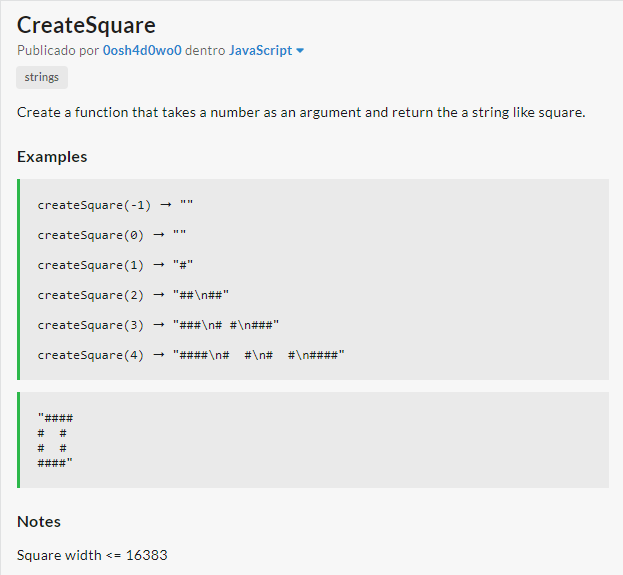 CreateSquare
Publicado por 0osh4d0wo0 dentro JavaScript
strings
Create a function that takes a number as an argument and return the a string like square.
Examples
createSquare(-1) → ""
createSquare(0) → ""
createSquare(1) → "#"
createSquare(2) → "##\n##"
createSquare(3) → "###\n# #\n###"
createSquare(4) → "####\n#  #\n#  #\n####"
"####
#  #
#  #
####"
Notes
Square width <= 16383